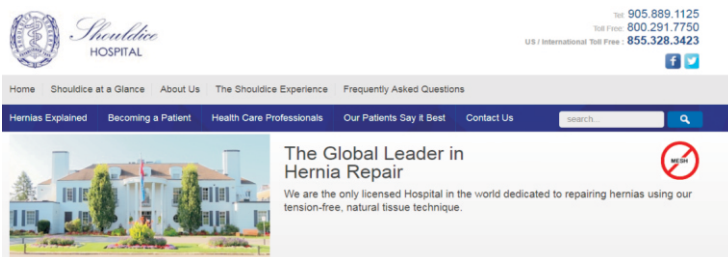 Shouldice
HOSPITAL
Tel: 905.889.1125
Toll Free: 800.291.7750
US / International Toll Free : 855.328.3423
Home Shouldice at a Glance About Us The Shouldice Experience Frequently Asked Questions
Hernias Explained Becoming a Patient Health Care Professionals Our Patients Say it Best Contact Us search...
The Global Leader in
Hernia Repair
MESH
We are the only licensed Hospital in the world dedicated to repairing hernias using our
tension-free, natural tissue technique.